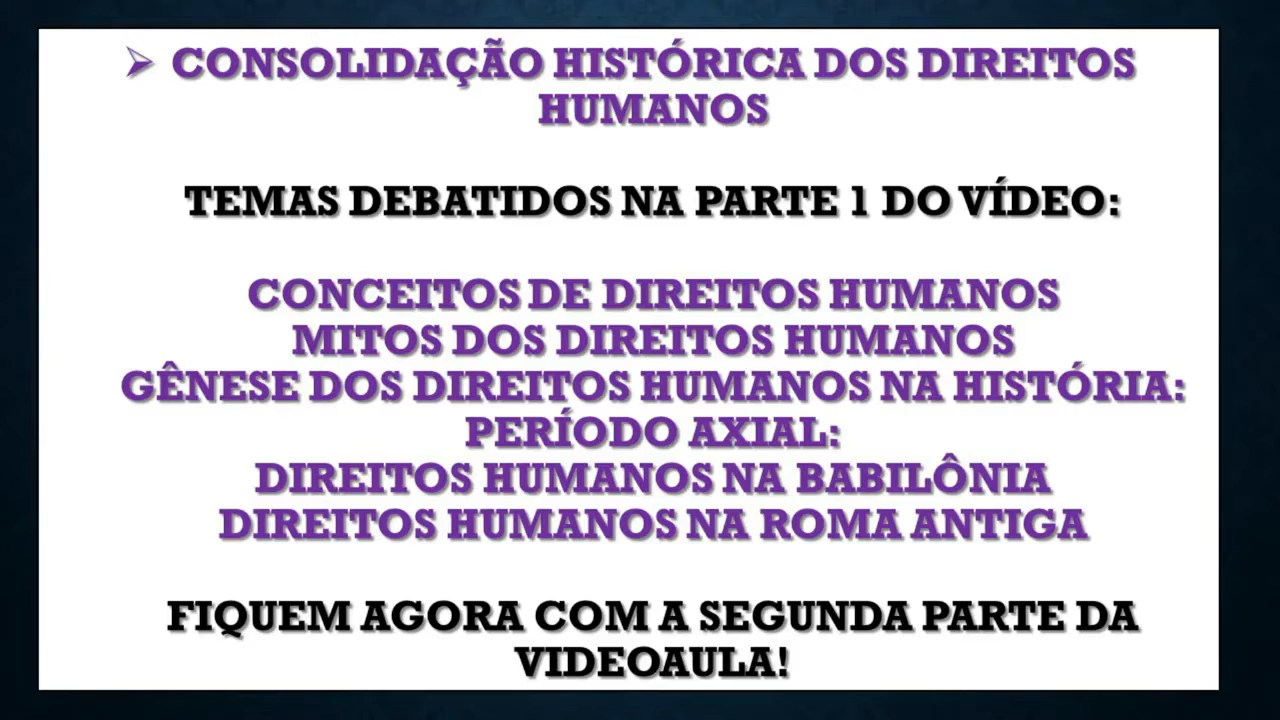 CONSOLIDAÇÃO HISTÓRICA DOS DIREITOS
HUMANOS
TEMAS DEBATIDOS NA PARTE 1 DO VÍDEO:
CONCEITOS DE DIREITOS HUMANOS
MITOS DOS DIREITOS HUMANOS
GÊNESE DOS DIREITOS HUMANOS NA HISTÓRIA:
PERÍODO AXIAL:
DIREITOS HUMANOS NA BABILÔNIA
DIREITOS HUMANOS NA ROMA ANTIGA
FIQUEM AGORA COM A SEGUNDA PARTE DA
VIDEOAULA!